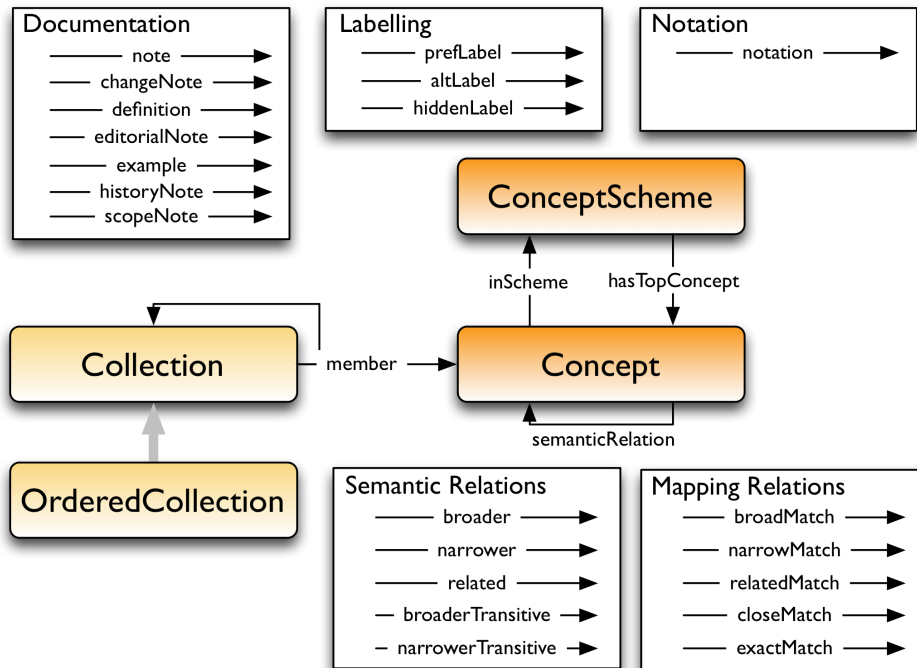 Documentation
note
changeNote
definition
editorialNote
example
historyNote
scopeNote
Labelling
prefLabel
altLabel
hiddenLabel
Notation
notation
ConceptScheme
inScheme
hasTopConcept
Collection
member
Concept
semanticRelation
OrderedCollection
Semantic Relations
broader
narrower
related
broaderTransitive
narrowerTransitive
Mapping Relations
broadMatch
narrowMatch
relatedMatch
closeMatch
exactMatch